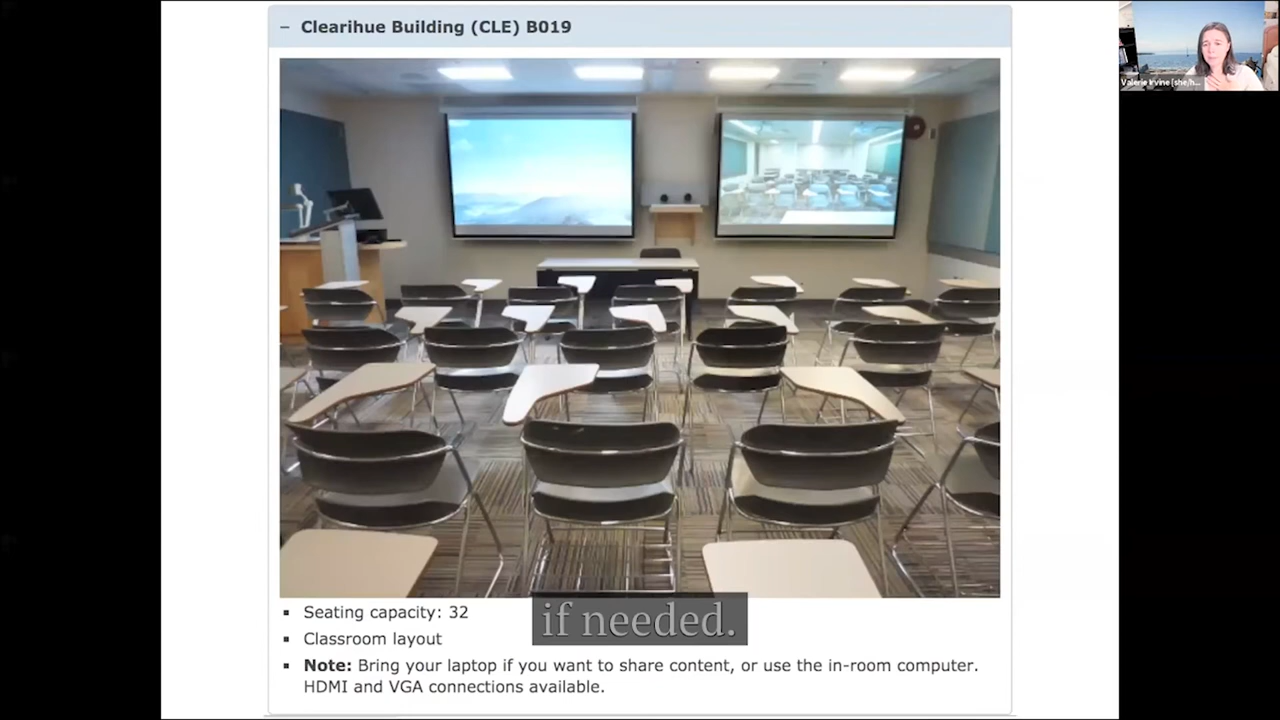 − Clearihue Building (CLE) B019
Valerie Irvine (she/h...
▪ Seating capacity: 32
if needed.
▪ Classroom layout
▪ Note: Bring your laptop if you want to share content, or use the in-room computer.
HDMI and VGA connections available.